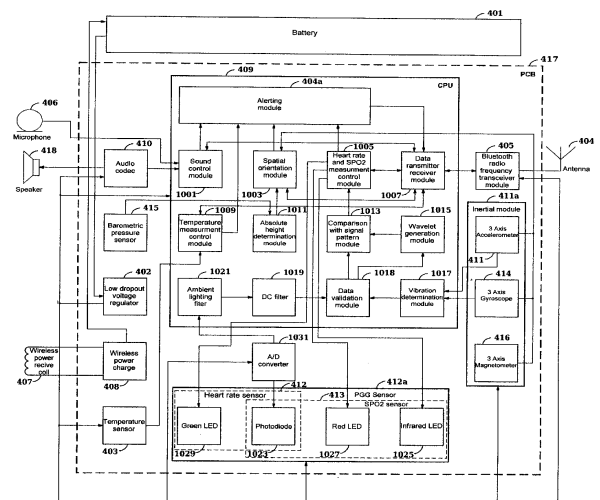 401
Battery
417
PCB
409
CPU
404a
Alerting module
406
Microphone
418
Speaker
410
Audio codac
Sound control module
1001
Spatial orientation module
1003
1005
Heart rate and SPO2 measurement control module
Data transmitter receiver module
1007
405
Bluetooth radio frequency transceiver module
404
Antenna
411a
Inertial module
3 Axis Accelerometer
411
414
3 Axis Gyroscope
416
3 Axis Magnetometer
415
Barometric pressure sensor
1009
Temperature measurment control module
1011
Absolute height determination module
1013
Comparison with signal pattern module
1015
Wavelet generation module
402
Low dropout voltage regulator
1021
Ambient lighting filter
1019
DC filter
1018
Data validation module
1017
Vibration determination module
Wireless power recive coil
407
Wireless power charge
408
1031
A/D converter
412
Heart rate sensor
412a
PGG Sensor
413
SPO2 sensor
Temperature sensor
403
Green LED
1029
Photodiode
1023
Red LED
1027
Infrared LED
1025